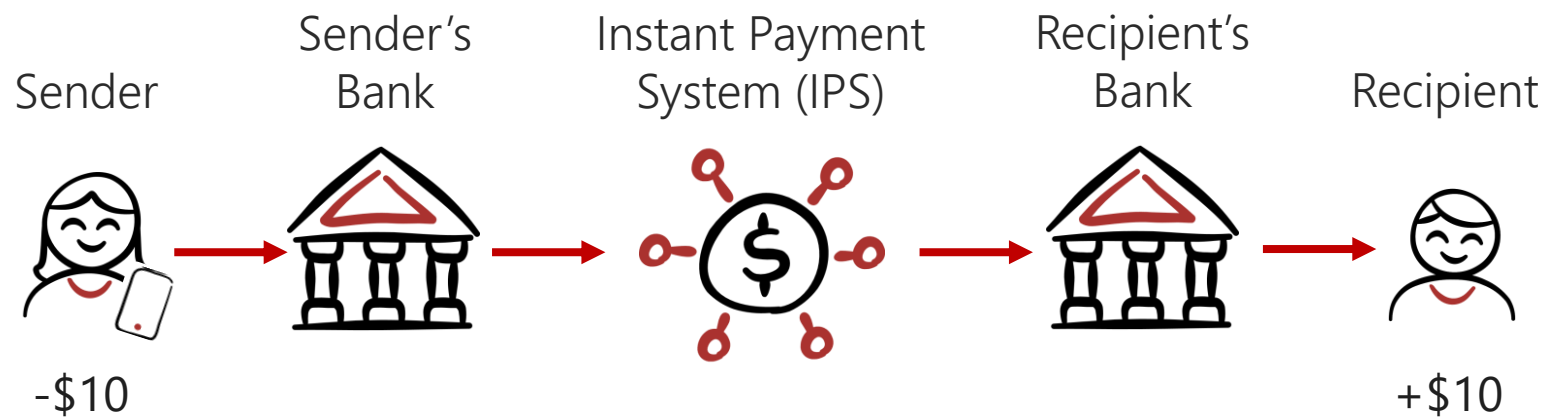 Sender
Sender’s
Bank
Instant Payment
System (IPS)
Recipient’s
Bank
Recipient
$
-$10
+$10